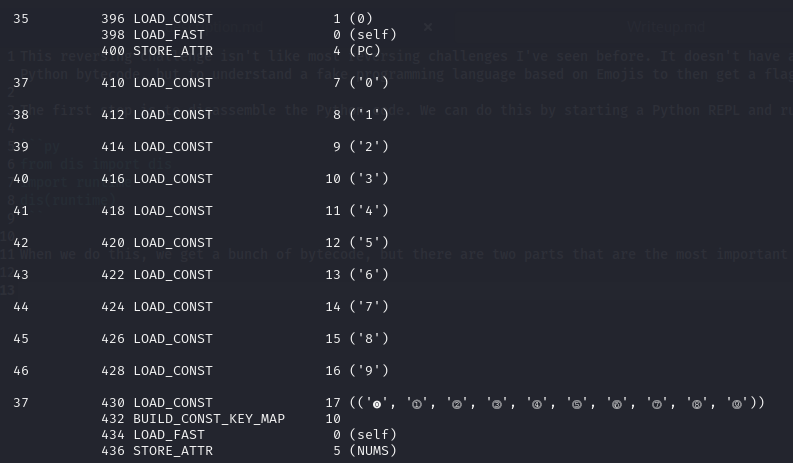 35 396 LOAD_CONST 1 (0)
398 LOAD_FAST 0 (self)
400 STORE_ATTR 4 (PC)
37 410 LOAD_CONST 7 ('0')
38 412 LOAD_CONST 8 ('1')
39 414 LOAD_CONST 9 ('2')
40 416 LOAD_CONST 10 ('3')
41 418 LOAD_CONST 11 ('4')
42 420 LOAD_CONST 12 ('5')
43 422 LOAD_CONST 13 ('6')
44 424 LOAD_CONST 14 ('7')
45 426 LOAD_CONST 15 ('8')
46 428 LOAD_CONST 16 ('9')
37 430 LOAD_CONST 17 (('⓿', '①', '②', '③', '④', '⑤', '⑥', '⑦', '⑧', '⑨'))
432 BUILD_CONST_KEY_MAP 10
434 LOAD_FAST 0 (self)
436 STORE_ATTR 5 (NUMS)